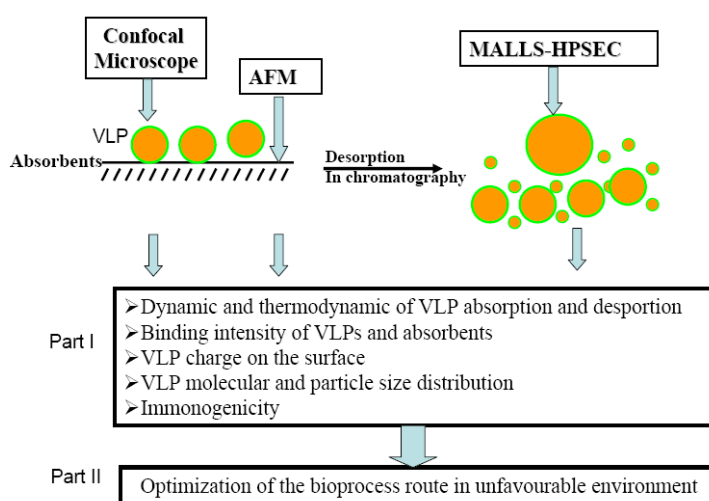 Confocal
Microscope
MALLS-HPSEC
AFM
VLP
Absorbents
Desorption
In chromatography
Part I
➢Dynamic and thermodynamic of VLP absorption and desportion
➢Binding intensity of VLPs and absorbents
➢VLP charge on the surface
➢VLP molecular and particle size distribution
➢Immonogenicity
Part II
Optimization of the bioprocess route in unfavourable environment